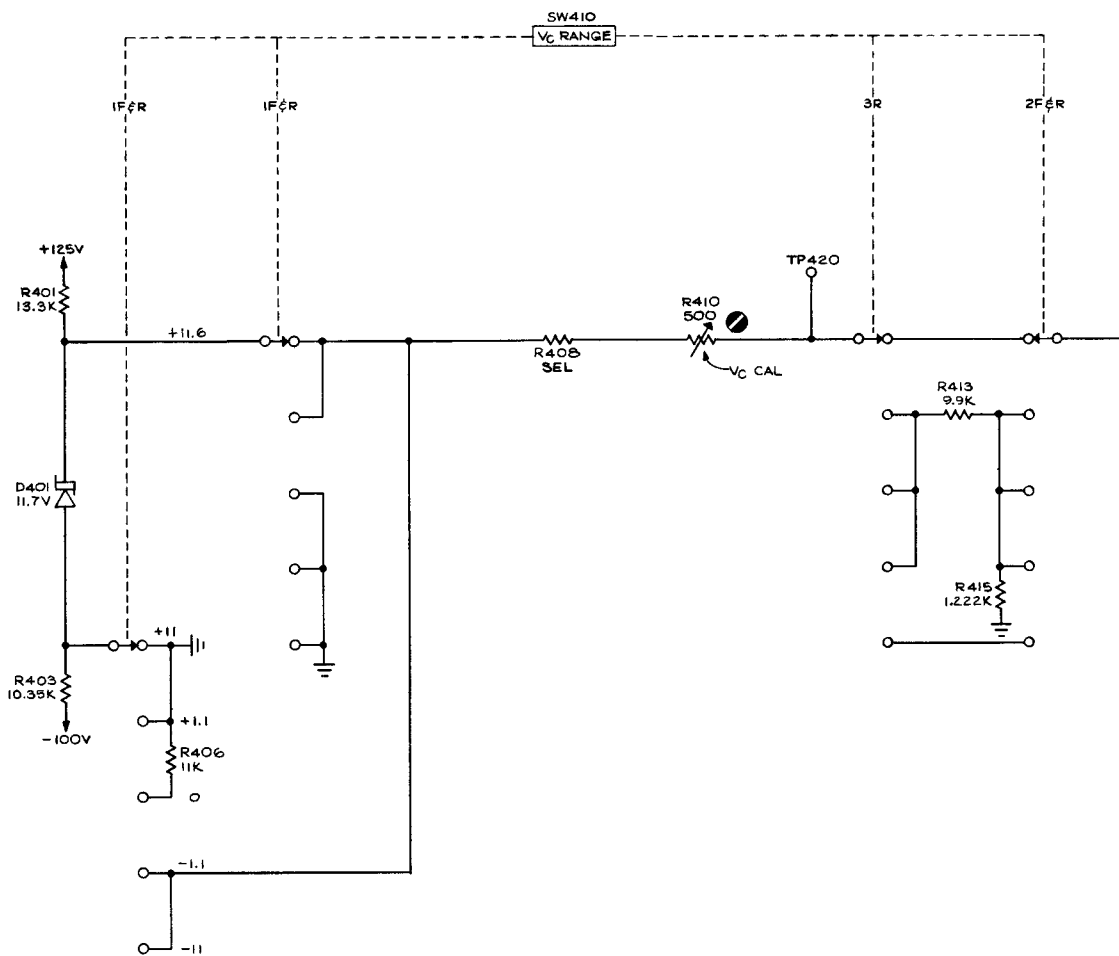 SW410
VC RANGE
1F&R
1F&R
3R
2F&R
+125V
R401
13.3K
+11.6
TP420
R410
500
R408
SEL
VC CAL
R413
9.9K
D401
11.7V
R415
1.222K
+11
R403
10.35K
-100V
+1.1
R406
11K
0
-1.1
-11